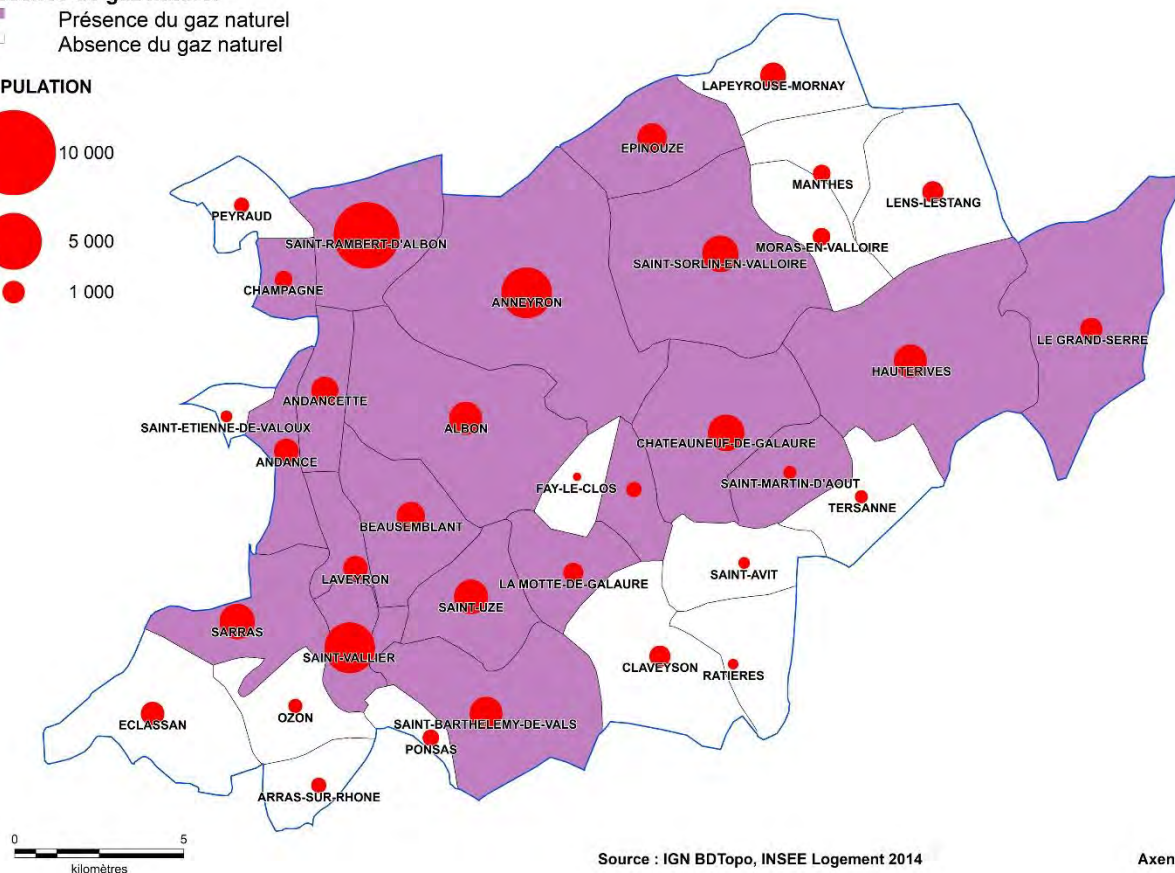 Présence du gaz naturel
Absence du gaz naturel
PULATION
10 000
5 000
1 000
LAPEYROUSE-MORNAY
EPINOUZE
MANTHES
LENS-LESTANG
PEYRAUD
SAINT-RAMBERT-D'ALBON
MORAS-EN-VALLOIRE
SAINT-SORLIN-EN-VALLOIRE
CHAMPAGNE
ANNEYRON
LE GRAND-SERRE
HAUTERIVES
ANDANCETTE
SAINT-ETIENNE-DE-VALOUX
ALBON
CHATEAUNEUF-DE-GALAURE
ANDANCE
FAY-LE-CLOS
SAINT-MARTIN-D'AOUT
TERSANNE
BEAUSEMBLANT
LAVEYRON
LA MOTTE-DE-GALAURE
SAINT-AVIT
SAINT-UZE
SARRAS
SAINT-VALLIER
CLAVEYSON
RATIERES
ECLASSAN
OZON
SAINT-BARTHELEMY-DE-VALS
PONSAS
ARRAS-SUR-RHONE
0 5
kilomètres
Source : IGN BDTopo, INSEE Logement 2014
Axen